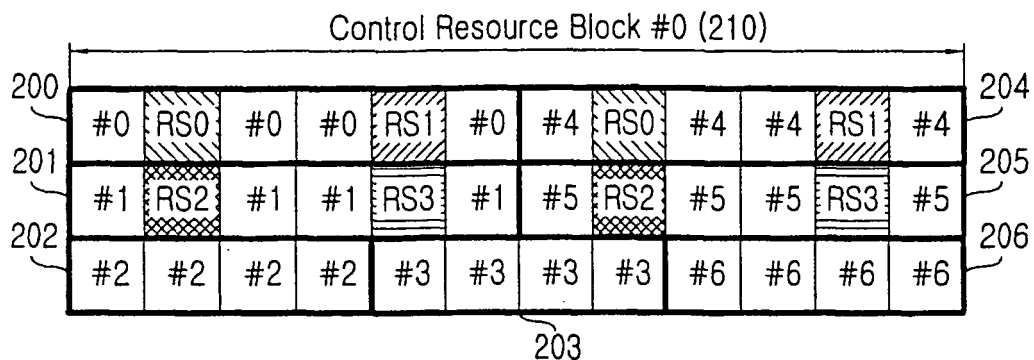 Control Resource Block #0 (210)
200 #0 RS0 #0 #0 RS1 #0 #4 RS0 #4 #4 RS1 #4 204
201 #1 RS2 #1 #1 RS3 #1 #5 RS2 #5 #5 RS3 #5 205
202 #2 #2 #2 #2 #3 #3 #3 #3 #6 #6 #6 #6 206
203